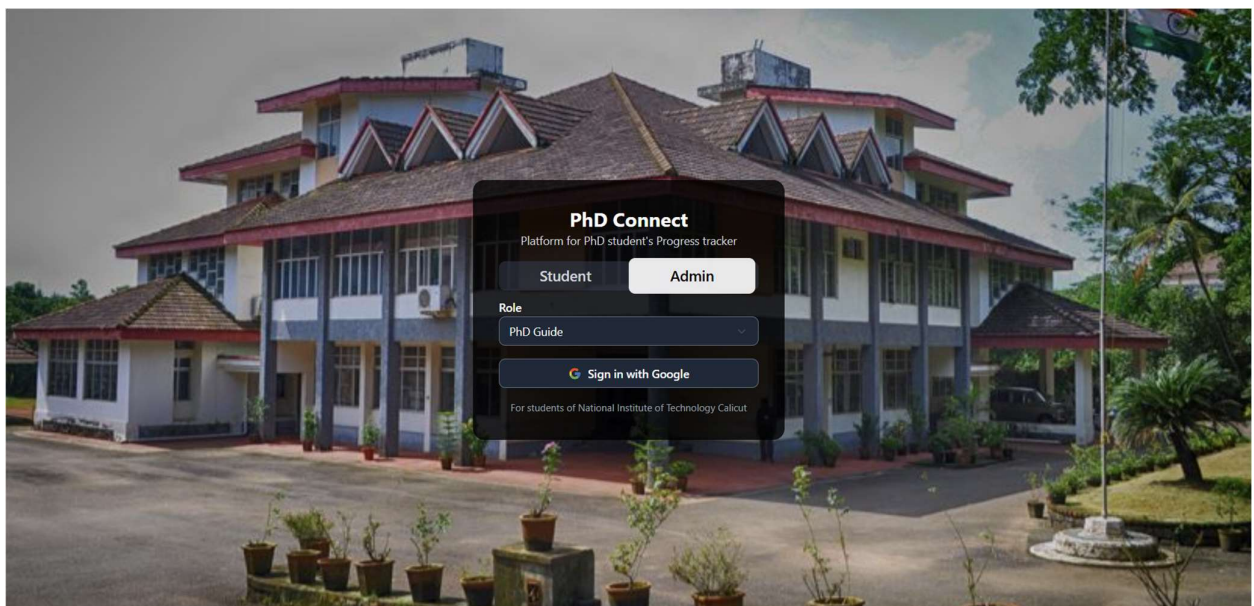 PhD Connect
Platform for PhD student's Progress tracker
Student Admin
Role
PhD Guide
Sign in with Google
For students of National Institute of Technology Calicut